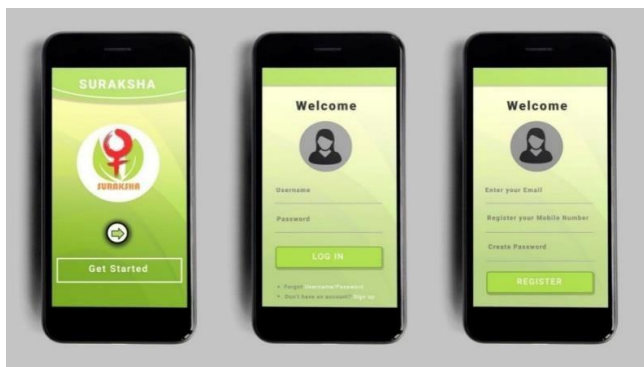 SURAKSHA
SURAKSHA
Get Started
Welcome
Username
Password
LOG IN
Forgot Username/Password
Don't have an account? Sign up
Welcome
Enter your Email
Register your Mobile Number
Create Password
REGISTER